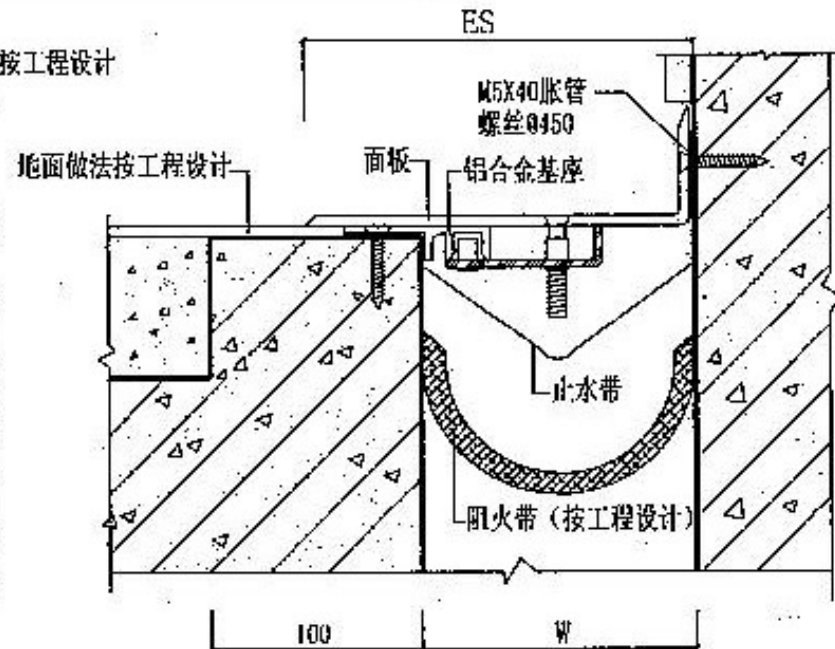 ES
按工程设计
M5X40胀管
螺丝@450
地面做法按工程设计
面板
铝合金基座
止水带
阻火带（按工程设计）
100
W